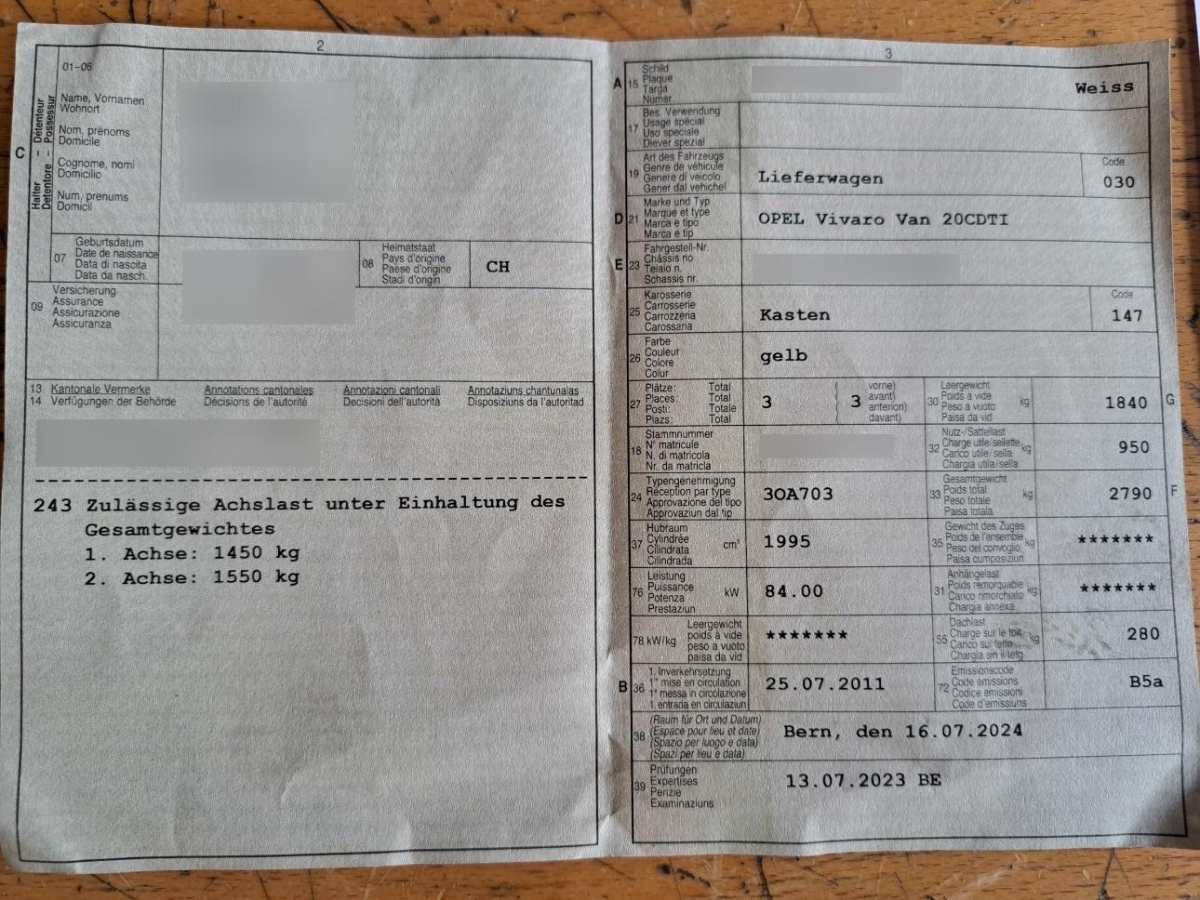 2
01-06
C
Halter – Détenteur
Detentore – Possessur
Name, Vornamen
Wohnort
Nom, prénoms
Domicile
Cognome, nomi
Domicilio
Num, prenums
Domicil
07
Geburtsdatum
Date de naissance
Data di nascita
Data da nasch.
08
Heimatstaat
Pays d'origine
Paese d'origine
Stadi d'origin
CH
09
Versicherung
Assurance
Assicurazione
Assicuranza
13 Kantonale Vermerke Annotations cantonales Annotazioni cantonali Annotaziuns chantunalas
14 Verfügungen der Behörde Décisions de l'autorité Decisioni dell'autorità Disposiziuns da l'autoritad
243 Zulässige Achslast unter Einhaltung des
Gesamtgewichtes
1. Achse: 1450 kg
2. Achse: 1550 kg
3
A 15
Schild
Plaque
Targa
Numer
Weiss
17
Bes. Verwendung
Usage spécial
Uso speciale
Diever spezial
19
Art des Fahrzeugs
Genre de véhicule
Genere di veicolo
Gener dal vehichel
Lieferwagen
Code
030
D 21
Marke und Typ
Marque et type
Marca e tipo
Marca e tip
OPEL Vivaro Van 20CDTI
E 23
Fahrgestell-Nr.
Châssis no
Telaio n.
Schassis nr.
25
Karosserie
Carrosserie
Carrozzeria
Carossaria
Kasten
Code
147
26
Farbe
Couleur
Colore
Colur
gelb
27
Plätze: Total
Places: Total
Posti: Totale
Plazs: Total
3
3
vorne)
avant)
anteriori)
davant)
30
Leergewicht
Poids à vide
Peso a vuoto
Paisa da vid
kg
1840
G
18
Stammnummer
N° matricule
N. di matricola
Nr. da matricla
32
Nutz-/Sattellast
Charge utile/sellette
Carico utile/sella
Chargia utila/sella
kg
950
24
Typengenehmigung
Réception par type
Approvazione del tipo
Approvaziun dal tip
3OA703
33
Gesamtgewicht
Poids total
Peso totale
Paisa totala
kg
2790
F
37
Hubraum
Cylindrée
Cilindrata
Cilindrada
cm³
1995
35
Gewicht des Zuges
Poids de l'ensemble
Peso del convoglio
Paisa cumposiziun
kg
*******
76
Leistung
Puissance
Potenza
Prestaziun
kW
84.00
31
Anhängelast
Poids remorquable
Carico rimorchiato
Chargia annexa
kg
*******
78 kW/kg
Leergewicht
poids à vide
peso a vuoto
paisa da vid
*******
55
Dachlast
Charge sur le toit
Carico sul tetto
Chargia sin il tetg
kg
280
B 36
1. Inverkehrsetzung
1re mise en circulation
1a messa in circolazione
1. entrada en circulaziun
25.07.2011
72
Emissionscode
Code émissions
Codice emissioni
Code d'emissiuns
B5a
38
(Raum für Ort und Datum)
(Espace pour lieu et date)
(Spazio per luogo e data)
(Spazi per lieu e data)
Bern, den 16.07.2024
39
Prüfungen
Expertises
Perizie
Examinaziuns
13.07.2023 BE